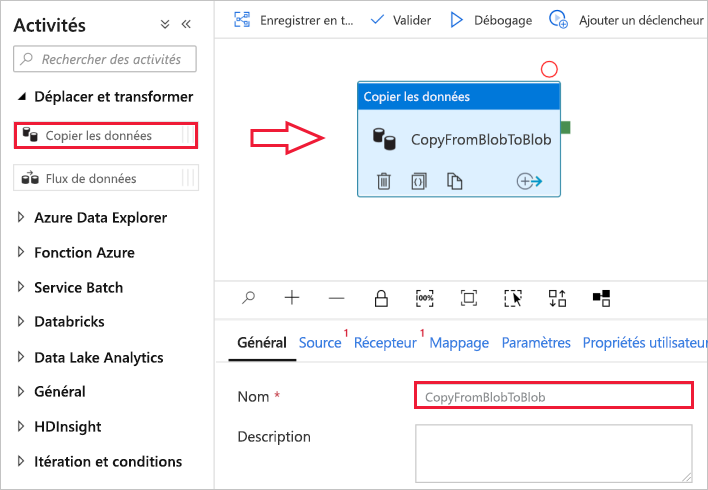 Activités
Rechercher des activités
Déplacer et transformer
Copier les données
Flux de données
Azure Data Explorer
Fonction Azure
Service Batch
Databricks
Data Lake Analytics
Général
HDInsight
Itération et conditions
Enregistrer en t... Valider Débogage Ajouter un déclencheur
Copier les données
CopyFromBlobToBlob
100%
Général Source 1 Récepteur 1 Mappage Paramètres Propriétés utilisateur
Nom * CopyFromBlobToBlob
Description